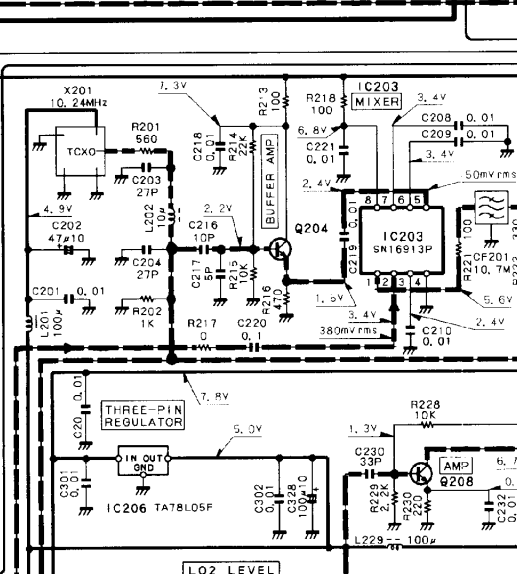 X201
10.24MHz
TCXO
R201
560
C203
27P
L202
10μ
4.9V
C202
47μ10
C204
27P
C201
0.01
L201
100μ
R202
1K
7.3V
C218
0.01
R214
22K
R213
100
BUFFER AMP
2.2V
C216
10P
C217
5P
R215
10K
Q204
R216
470
R217
0
C220
0.1
R218
100
6.8V
C221
0.01
2.4V
C219
0.01
IC203
MIXER
3.4V
C208
0.01
C209
0.01
3.4V
50mVrms
8 7 6 5
IC203
SN16913P
1 2 3 4
3.4V
380mVrms
C210
0.01
2.4V
R221
100
CF201
10.7M
5.6V
7.8V
C20
0.01
THREE-PIN
REGULATOR
5.0V
IN OUT
GND
C301
0.01
IC206 TA78L05F
C302
0.01
C328
100μ10
1.3V
R228
10K
C230
33P
AMP
Q208
R229
2.2K
R230
220
C232
0.01
L229
100μ
LO2 LEVEL